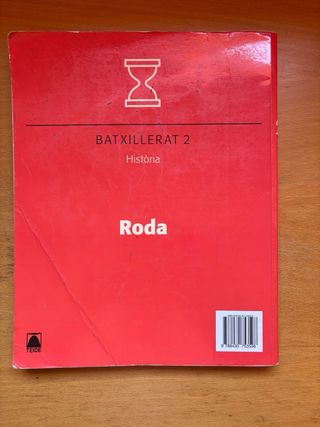 BATXILLERAT 2
Història
Roda
TEIDE